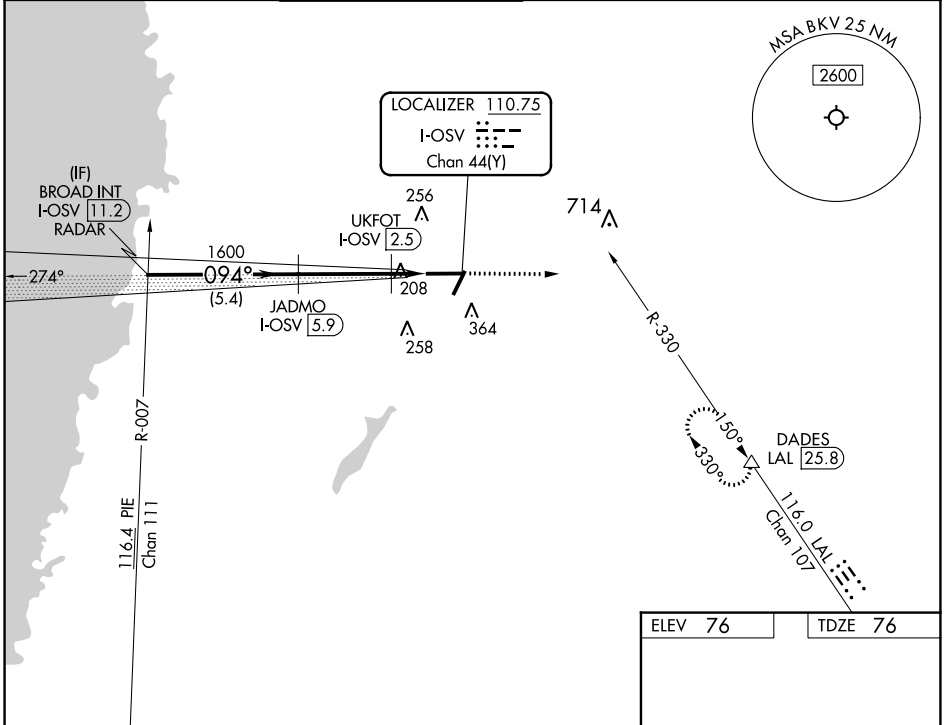 MSA BKV 25 NM
2600
LOCALIZER 110.75
I-OSV
Chan 44(Y)
(IF)
BROAD INT
I-OSV 11.2
RADAR
256
714
UKFOT
I-OSV 2.5
1600
274°
094°
(5.4)
208
JADMO
I-OSV 5.9
364
258
R-330
R-007
150°
330°
DADES
LAL 25.8
116.4 PIE
Chan 111
116.0 LAL
Chan 107
ELEV 76
TDZE 76